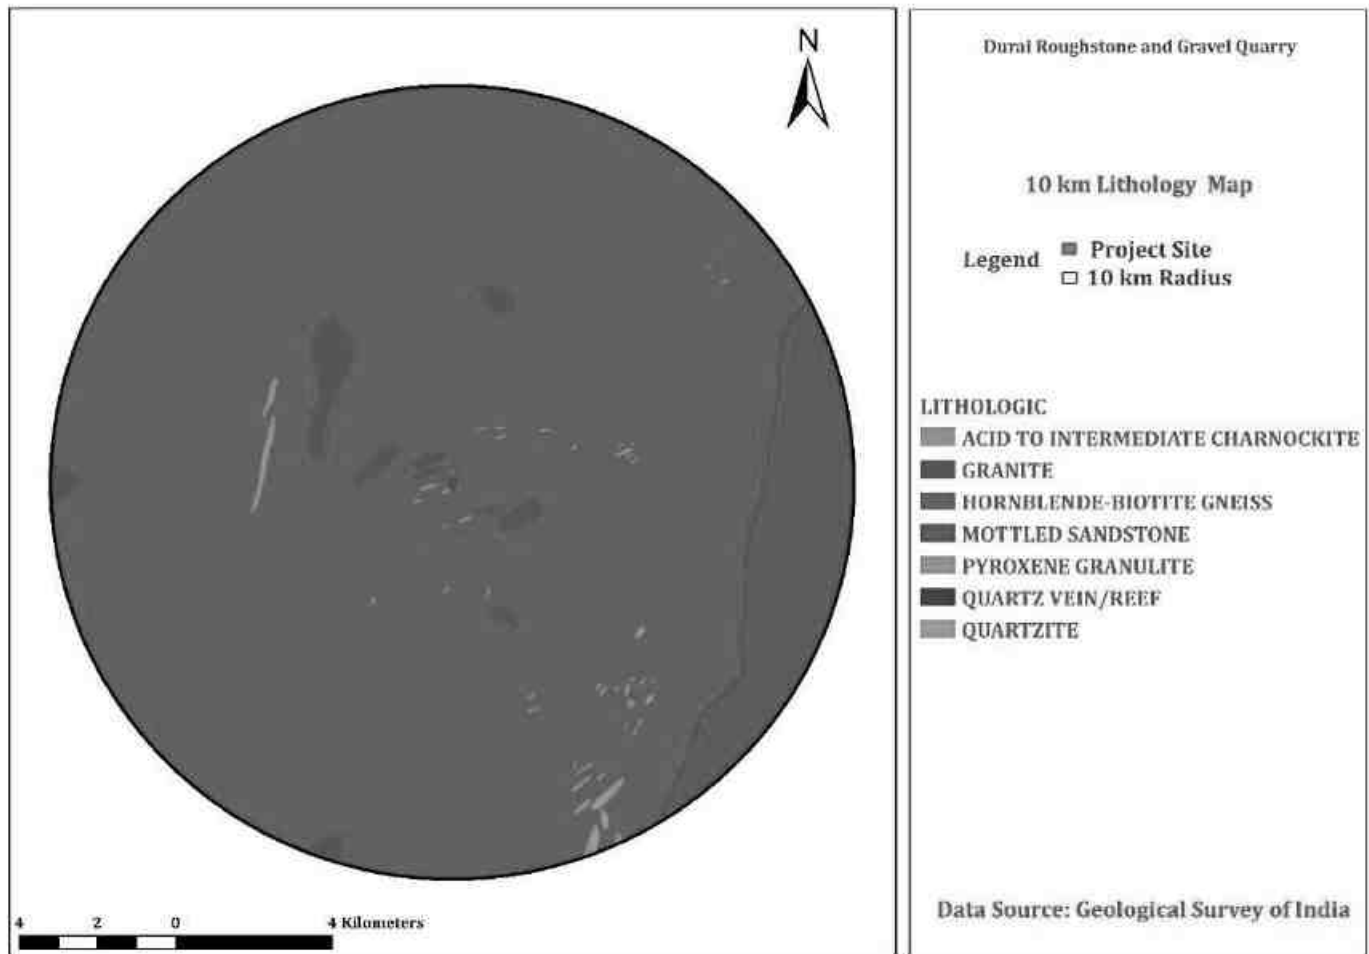 N
4 2 0 4 Kilometers
Durai Roughstone and Gravel Quarry
10 km Lithology Map
Legend
Project Site
10 km Radius
LITHOLOGIC
ACID TO INTERMEDIATE CHARNOCKITE
GRANITE
HORNBLENDE-BIOTITE GNEISS
MOTTLED SANDSTONE
PYROXENE GRANULITE
QUARTZ VEIN/REEF
QUARTZITE
Data Source: Geological Survey of India